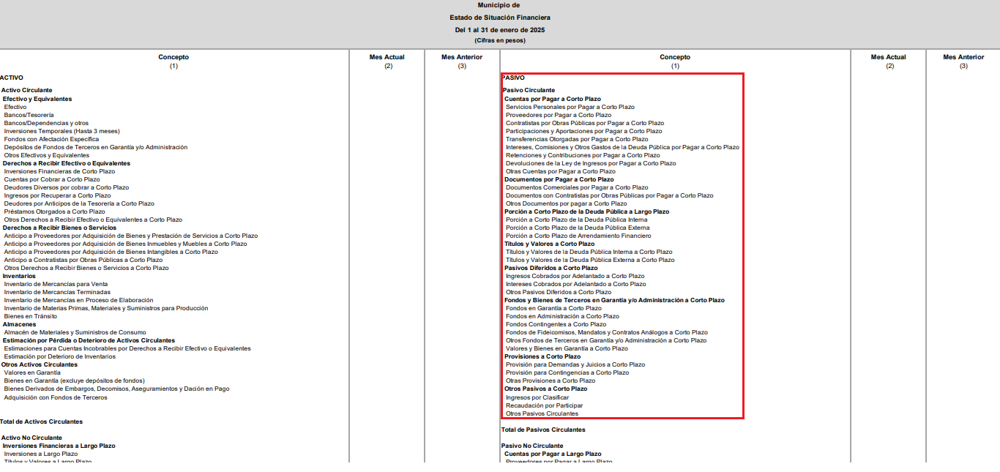 Municipio de
Estado de Situación Financiera
Del 1 al 31 de enero de 2025
(Cifras en pesos)
Concepto
(1)
Mes Actual
(2)
Mes Anterior
(3)
ACTIVO
Activo Circulante
Efectivo y Equivalentes
Efectivo
Bancos/Tesorería
Bancos/Dependencias y otros
Inversiones Temporales (Hasta 3 meses)
Fondos con Afectación Específica
Depósitos de Fondos de Terceros en Garantía y/o Administración
Otros Efectivos y Equivalentes
Derechos a Recibir Efectivo o Equivalentes
Inversiones Financieras de Corto Plazo
Cuentas por Cobrar a Corto Plazo
Deudores Diversos por cobrar a Corto Plazo
Ingresos por Recuperar a Corto Plazo
Deudores por Anticipos de la Tesorería a Corto Plazo
Préstamos Otorgados a Corto Plazo
Otros Derechos a Recibir Efectivo o Equivalentes a Corto Plazo
Derechos a Recibir Bienes o Servicios
Anticipo a Proveedores por Adquisición de Bienes y Prestación de Servicios a Corto Plazo
Anticipo a Proveedores por Adquisición de Bienes Inmuebles y Muebles a Corto Plazo
Anticipo a Proveedores por Adquisición de Bienes Intangibles a Corto Plazo
Anticipo a Contratistas por Obras Públicas a Corto Plazo
Otros Derechos a Recibir Bienes o Servicios a Corto Plazo
Inventarios
Inventario de Mercancías para Venta
Inventario de Mercancías Terminadas
Inventario de Mercancías en Proceso de Elaboración
Inventario de Materias Primas, Materiales y Suministros para Producción
Bienes en Tránsito
Almacenes
Almacén de Materiales y Suministros de Consumo
Estimación por Pérdida o Deterioro de Activos Circulantes
Estimaciones para Cuentas Incobrables por Derechos a Recibir Efectivo o Equivalentes
Estimación por Deterioro de Inventarios
Otros Activos Circulantes
Valores en Garantía
Bienes en Garantía (excluye depósitos de fondos)
Bienes Derivados de Embargos, Decomisos, Aseguramientos y Dación en Pago
Adquisición con Fondos de Terceros
Total de Activos Circulantes
Activo No Circulante
Inversiones Financieras a Largo Plazo
Inversiones a Largo Plazo
Títulos y Valores a Largo Plazo
Concepto
(1)
Mes Actual
(2)
Mes Anterior
(3)
PASIVO
Pasivo Circulante
Cuentas por Pagar a Corto Plazo
Servicios Personales por Pagar a Corto Plazo
Proveedores por Pagar a Corto Plazo
Contratistas por Obras Públicas por Pagar a Corto Plazo
Participaciones y Aportaciones por Pagar a Corto Plazo
Transferencias Otorgadas por Pagar a Corto Plazo
Intereses, Comisiones y Otros Gastos de la Deuda Pública por Pagar a Corto Plazo
Retenciones y Contribuciones por Pagar a Corto Plazo
Devoluciones de la Ley de Ingresos por Pagar a Corto Plazo
Otras Cuentas por Pagar a Corto Plazo
Documentos por Pagar a Corto Plazo
Documentos Comerciales por Pagar a Corto Plazo
Documentos con Contratistas por Obras Públicas por Pagar a Corto Plazo
Otros Documentos por pagar a Corto Plazo
Porción a Corto Plazo de la Deuda Pública a Largo Plazo
Porción a Corto Plazo de la Deuda Pública Interna
Porción a Corto Plazo de la Deuda Pública Externa
Porción a Corto Plazo de Arrendamiento Financiero
Títulos y Valores a Corto Plazo
Títulos y Valores de la Deuda Pública Interna a Corto Plazo
Títulos y Valores de la Deuda Pública Externa a Corto Plazo
Pasivos Diferidos a Corto Plazo
Ingresos Cobrados por Adelantado a Corto Plazo
Intereses Cobrados por Adelantado a Corto Plazo
Otros Pasivos Diferidos a Corto Plazo
Fondos y Bienes de Terceros en Garantía y/o Administración a Corto Plazo
Fondos en Garantía a Corto Plazo
Fondos en Administración a Corto Plazo
Fondos Contingentes a Corto Plazo
Fondos de Fideicomisos, Mandatos y Contratos Análogos a Corto Plazo
Otros Fondos de Terceros en Garantía y/o Administración a Corto Plazo
Valores y Bienes en Garantía a Corto Plazo
Provisiones a Corto Plazo
Provisión para Demandas y Juicios a Corto Plazo
Provisión para Contingencias a Corto Plazo
Otras Provisiones a Corto Plazo
Otros Pasivos a Corto Plazo
Ingresos por Clasificar
Recaudación por Participar
Otros Pasivos Circulantes
Total de Pasivos Circulantes
Pasivo No Circulante
Cuentas por Pagar a Largo Plazo
Proveedores por Pagar a Largo Plazo